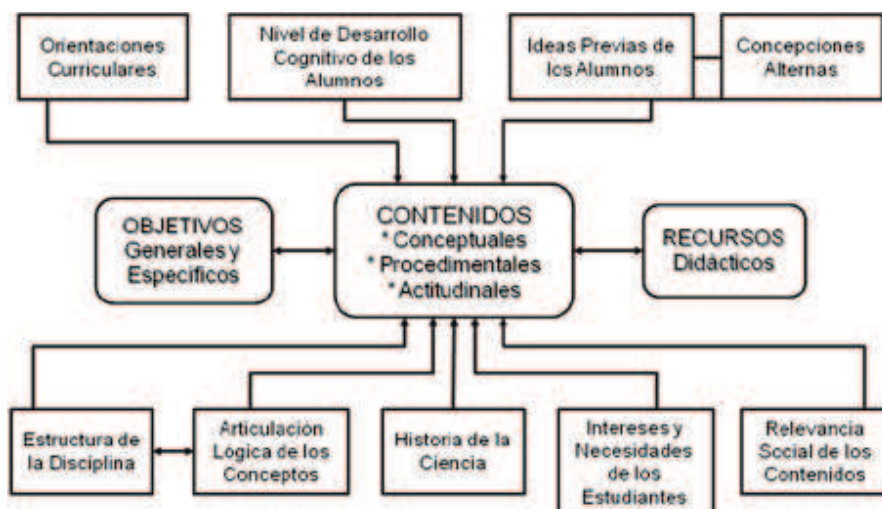 Orientaciones
Curriculares
Nivel de Desarrollo
Cognitivo de los
Alumnos
Ideas Previas de
los Alumnos
Concepciones
Alternas
OBJETIVOS
Generales y
Específicos
CONTENIDOS
* Conceptuales
* Procedimentales
* Actitudinales
RECURSOS
Didácticos
Estructura de
la Disciplina
Articulación
Lógica de los
Conceptos
Historia de la
Ciencia
Intereses y
Necesidades
de los
Estudiantes
Relevancia
Social de los
Contenidos